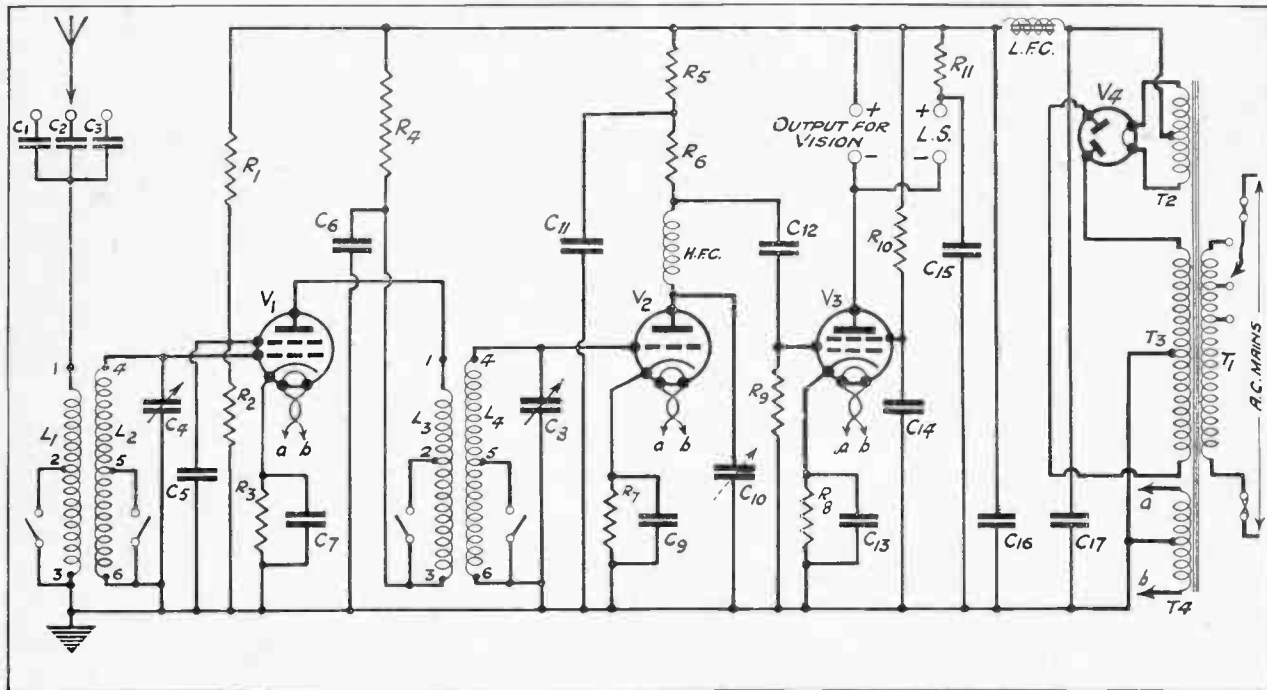 L.F.C.
R5
R11
V4
C1
C2
C3
R4
+
OUTPUT FOR
VISION
-
+
L.S.
-
R1
R6
T2
C6
C11
C12
R10
H.F.C.
C15
V1
V2
V3
1
4
1
4
T3
T1
A.C. MAINS
L1
L2
C4
R2
L3
L4
C3
R9
2
5
2
5
a
b
a
b
a
b
C14
C5
R3
C7
C10
R7
C9
R8
C13
C16
C17
a
3
6
3
6
b
T4